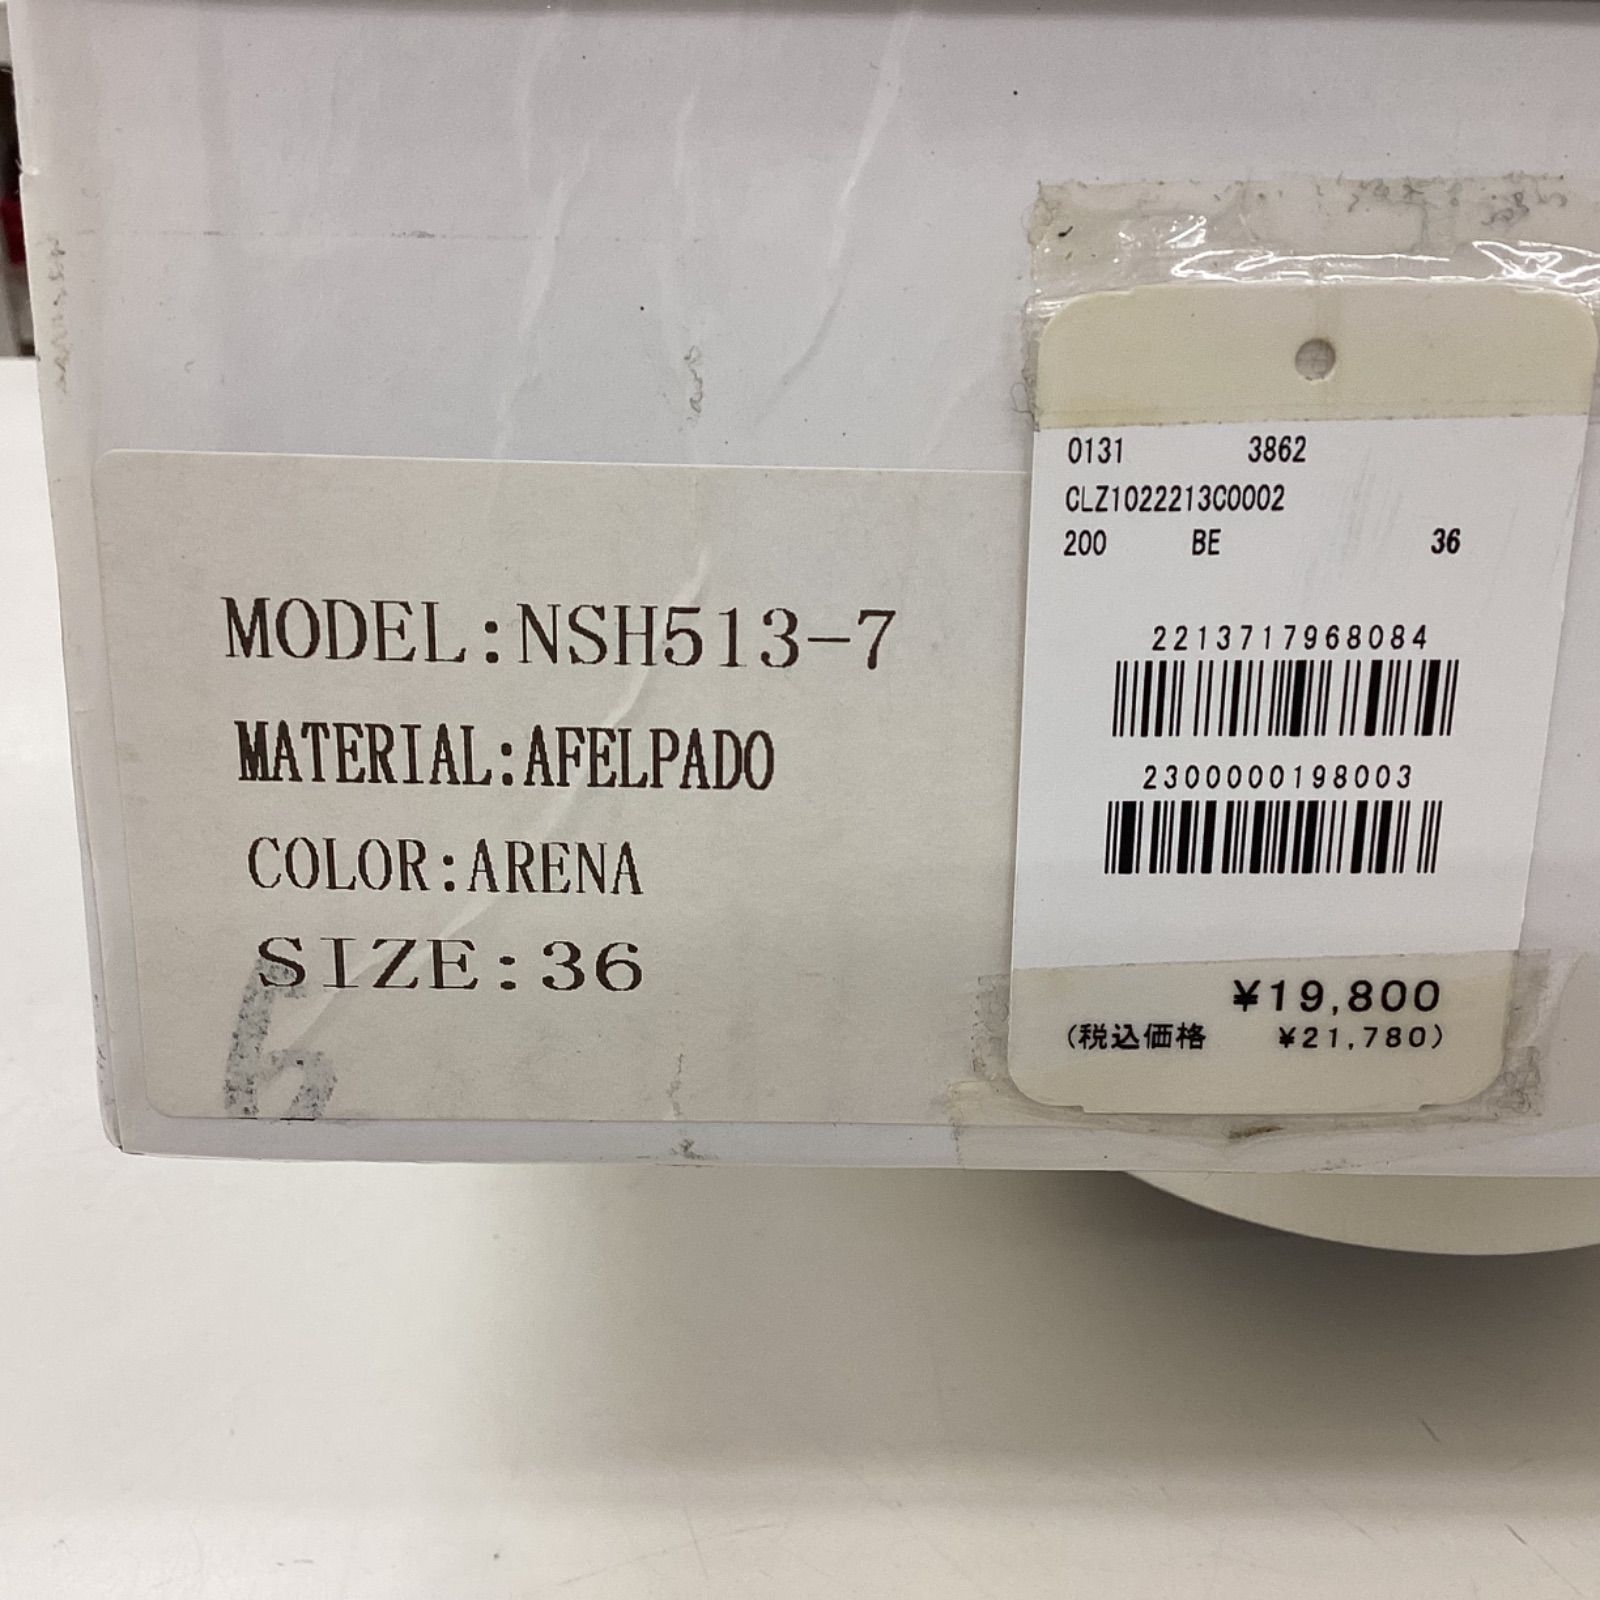 MODEL:NSH513-7
MATERIAL:AFELPADO
COLOR:ARENA
SIZE:36
0131 3862
CLZ1022213C0002
200 BE 36
2213717968084
2300000198003
¥19,800
(税込価格 ¥21,780)